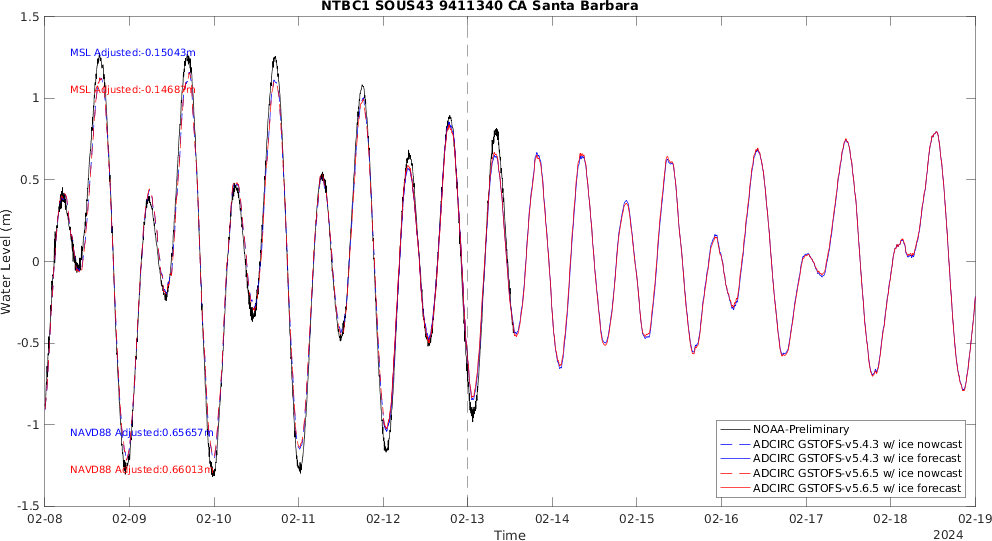 NTBC1 SOUS43 9411340 CA Santa Barbara
1.5
1
0.5
0
-0.5
-1
-1.5
Water Level (m)
MSL Adjusted:-0.15043m
MSL Adjusted:-0.14687m
NAVD88 Adjusted:0.65657m
NAVD88 Adjusted:0.66013m
NOAA-Preliminary
ADCIRC GSTOFS-v5.4.3 w/ ice nowcast
ADCIRC GSTOFS-v5.4.3 w/ ice forecast
ADCIRC GSTOFS-v5.6.5 w/ ice nowcast
ADCIRC GSTOFS-v5.6.5 w/ ice forecast
02-08 02-09 02-10 02-11 02-12 02-13 02-14 02-15 02-16 02-17 02-18 02-19
Time
2024